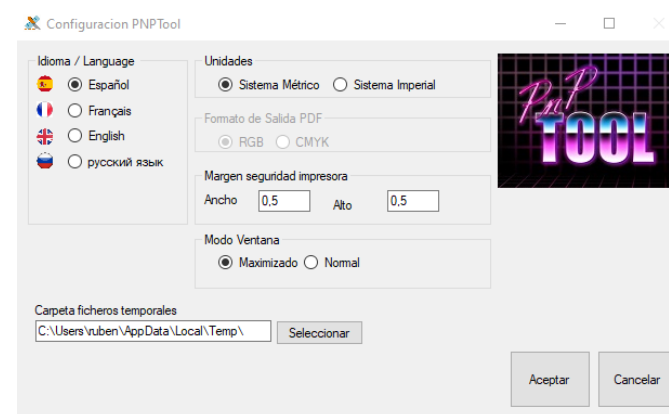 Configuracion PNPTool
Idioma / Language
Español
Français
English
русский язык
Unidades
Sistema Métrico Sistema Imperial
Formato de Salida PDF
RGB CMYK
Margen seguridad impresora
Ancho 0,5 Alto 0,5
Modo Ventana
Maximizado Normal
PnP
TOOL
Carpeta ficheros temporales
C:\Users\ruben\AppData\Local\Temp\ Seleccionar
Aceptar Cancelar